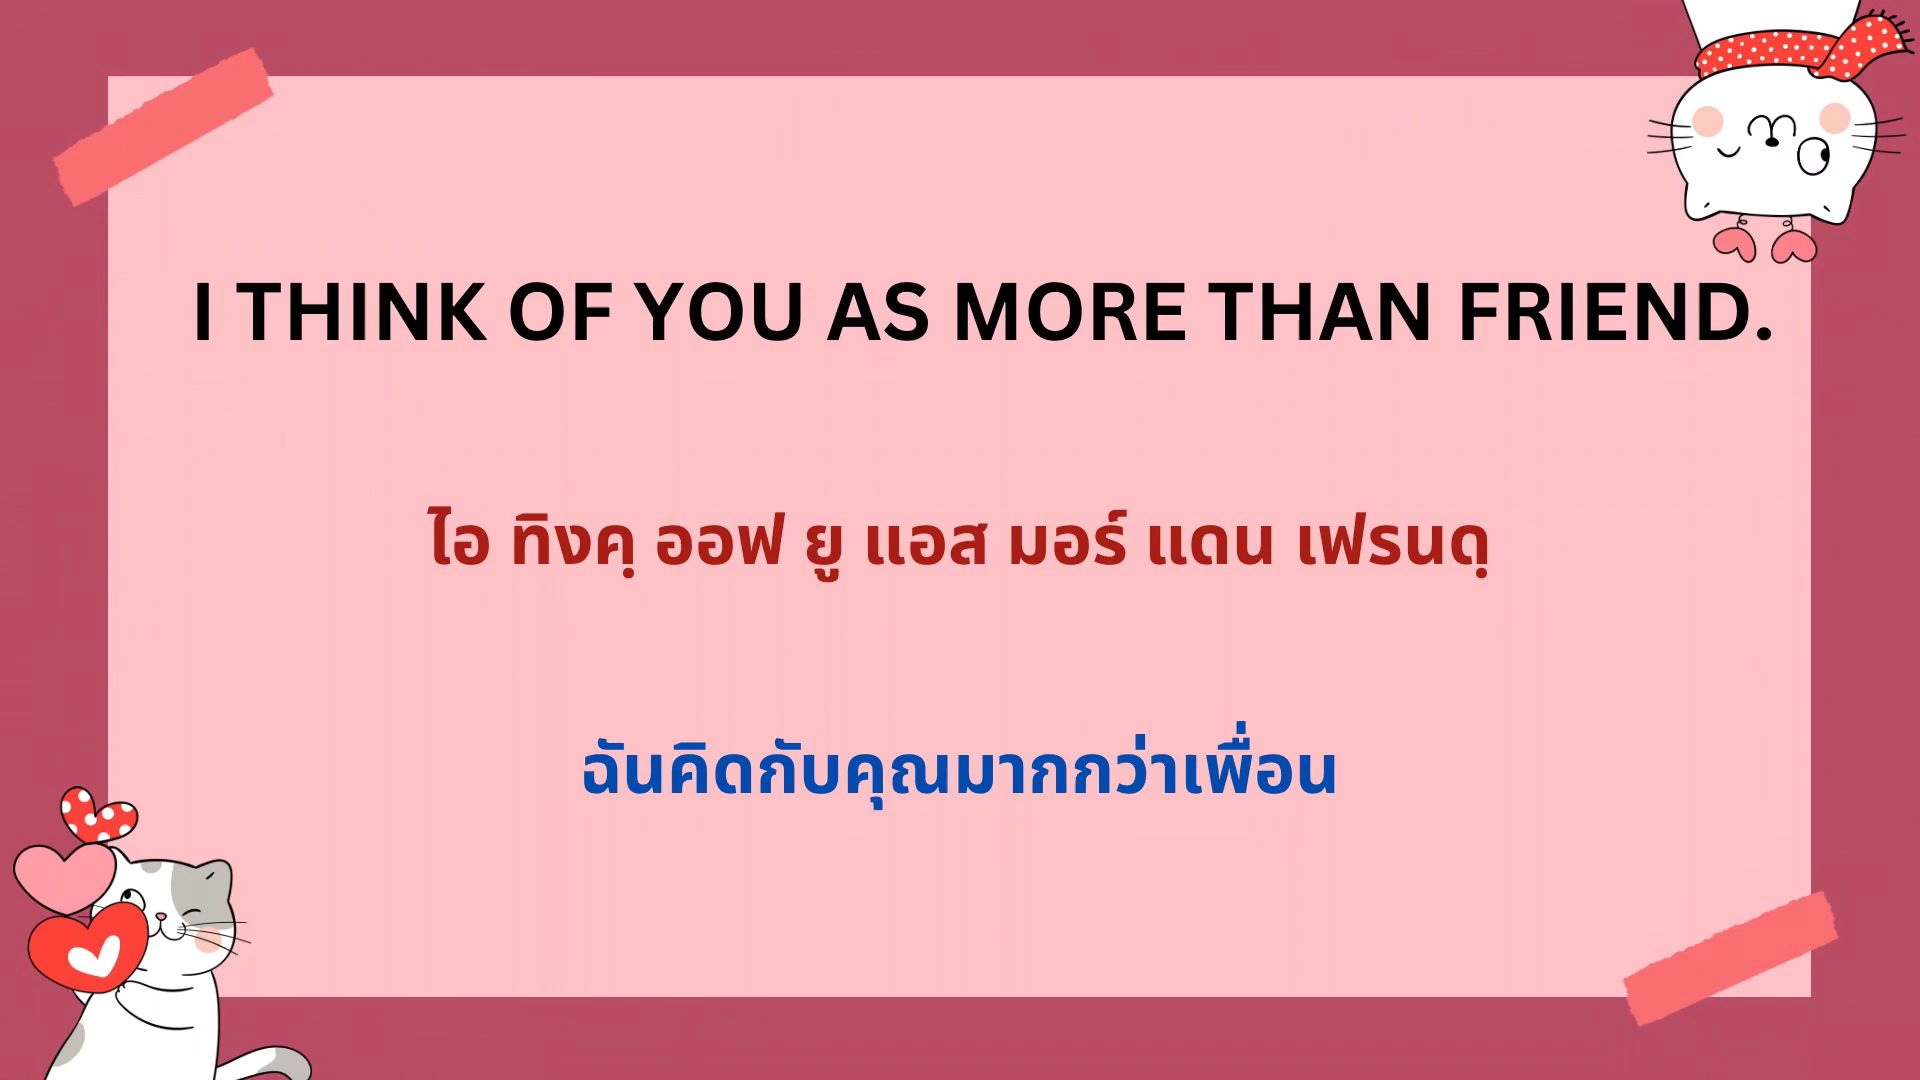 I THINK OF YOU AS MORE THAN FRIEND.
ไอ ทิงคฺ ออฟ ยู แอส มอร์ แดน เฟรนดฺ
ฉันคิดกับคุณมากกว่าเพื่อน